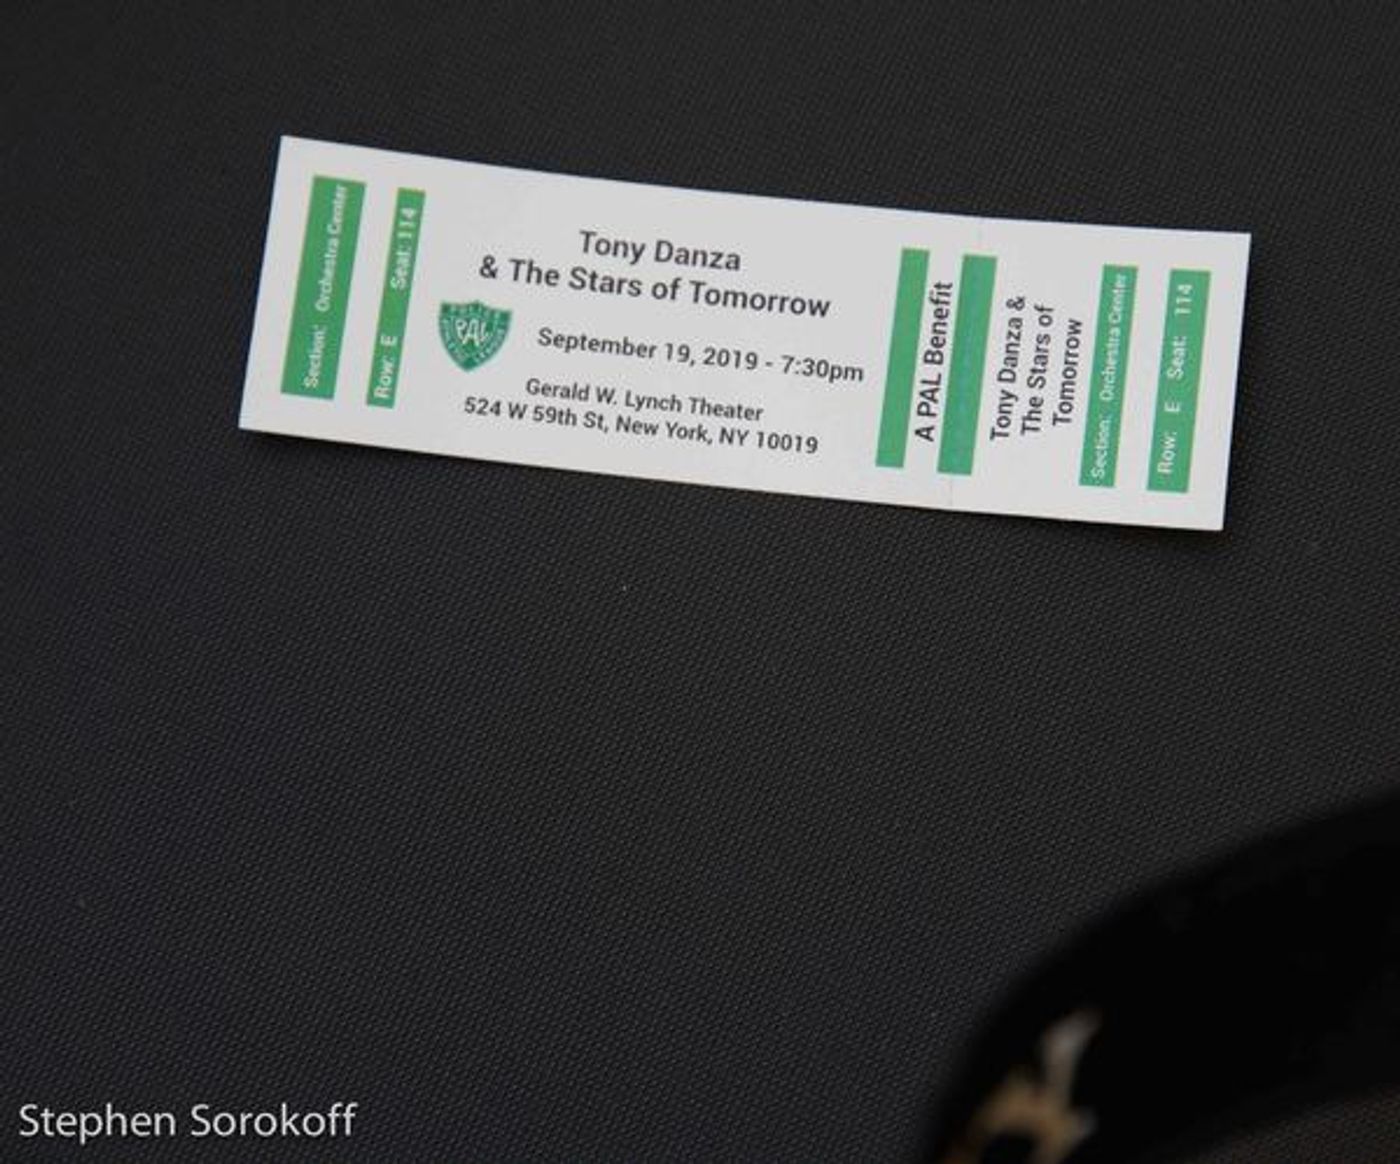 Section: Orchestra Center
Row: E Seat: 114
Tony Danza
& The Stars of Tomorrow
PAL
September 19, 2019 - 7:30pm
Gerald W. Lynch Theater
524 W 59th St, New York, NY 10019
A PAL Benefit
Tony Danza &
The Stars of
Tomorrow
Section: Orchestra Center
Row: E Seat: 114
Stephen Sorokoff